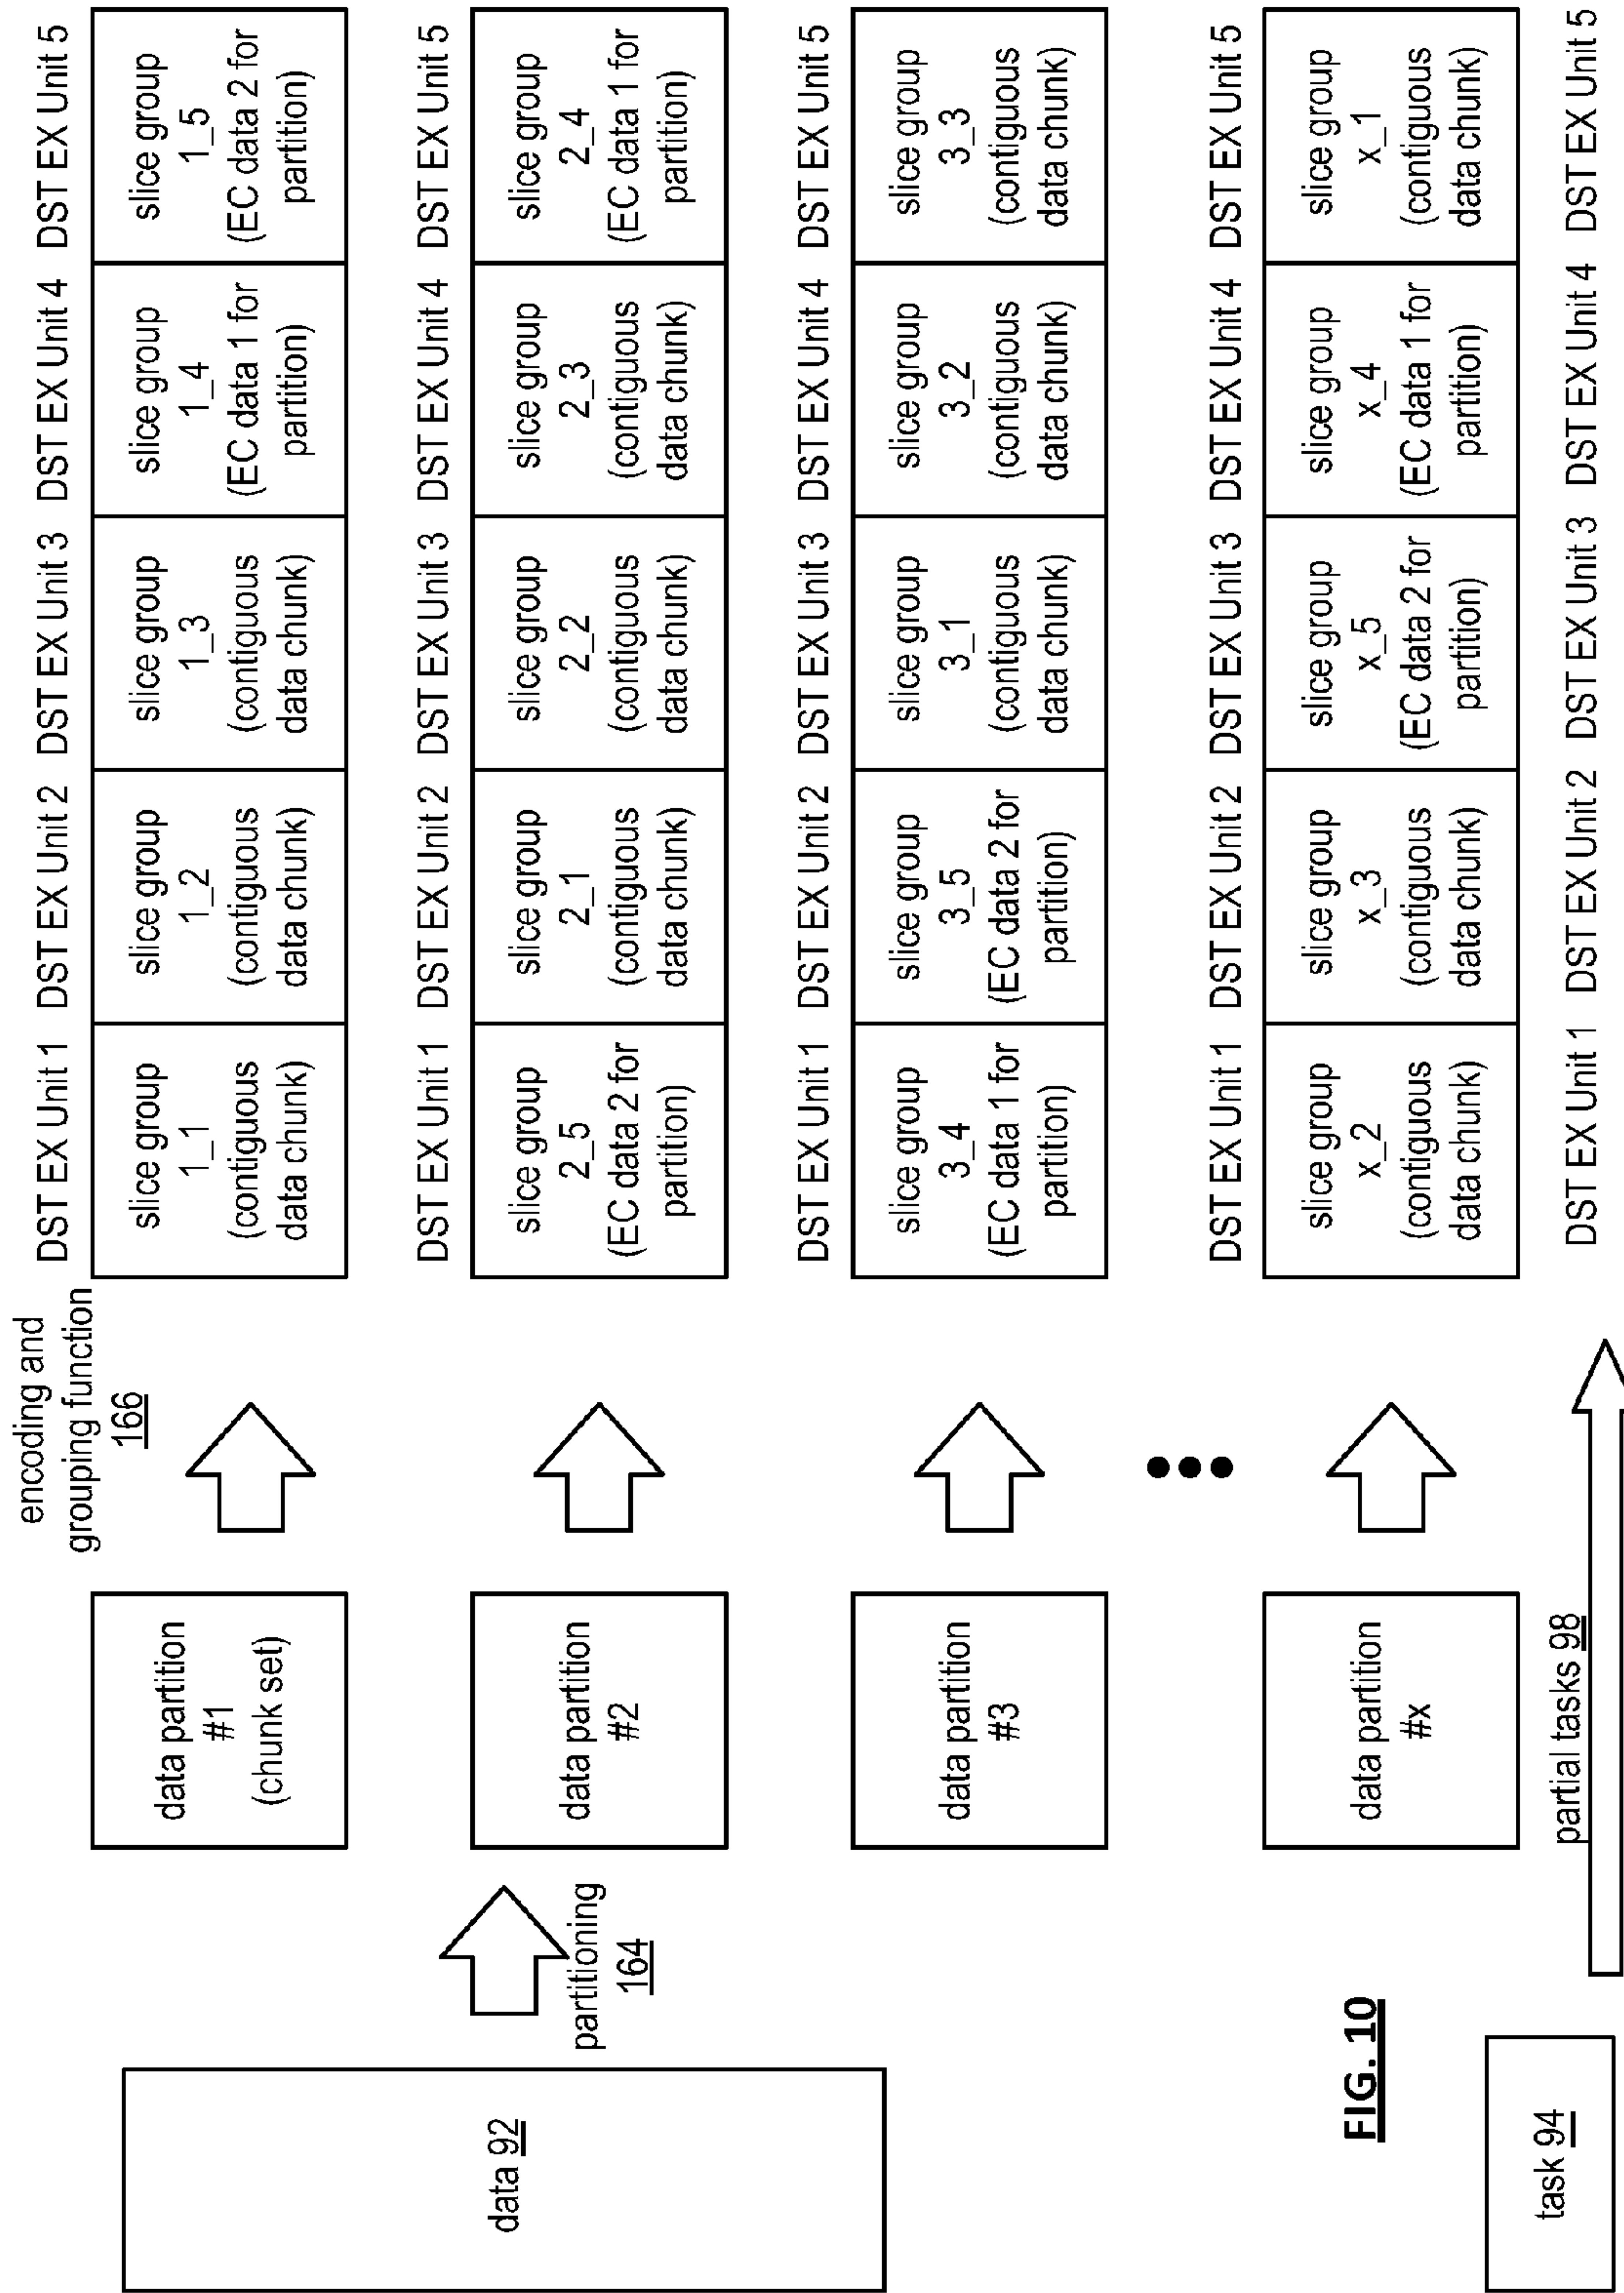 data 92
task 94
FIG. 10
partitioning
164
data partition
#1
(chunk set)
data partition
#2
data partition
#3
data partition
#x
partial tasks 98
encoding and
grouping function
166
DST EX Unit 1 DST EX Unit 2 DST EX Unit 3 DST EX Unit 4 DST EX Unit 5
slice group
1_1
(contiguous
data chunk)
slice group
1_2
(contiguous
data chunk)
slice group
1_3
(contiguous
data chunk)
slice group
1_4
(EC data 1 for
partition)
slice group
1_5
(EC data 2 for
partition)
DST EX Unit 1 DST EX Unit 2 DST EX Unit 3 DST EX Unit 4 DST EX Unit 5
slice group
2_5
(EC data 2 for
partition)
slice group
2_1
(contiguous
data chunk)
slice group
2_2
(contiguous
data chunk)
slice group
2_3
(contiguous
data chunk)
slice group
2_4
(EC data 1 for
partition)
DST EX Unit 1 DST EX Unit 2 DST EX Unit 3 DST EX Unit 4 DST EX Unit 5
slice group
3_4
(EC data 1 for
partition)
slice group
3_5
(EC data 2 for
partition)
slice group
3_1
(contiguous
data chunk)
slice group
3_2
(contiguous
data chunk)
slice group
3_3
(contiguous
data chunk)
DST EX Unit 1 DST EX Unit 2 DST EX Unit 3 DST EX Unit 4 DST EX Unit 5
slice group
x_2
(contiguous
data chunk)
slice group
x_3
(contiguous
data chunk)
slice group
x_5
(EC data 2 for
partition)
slice group
x_4
(EC data 1 for
partition)
slice group
x_1
(contiguous
data chunk)
DST EX Unit 1 DST EX Unit 2 DST EX Unit 3 DST EX Unit 4 DST EX Unit 5